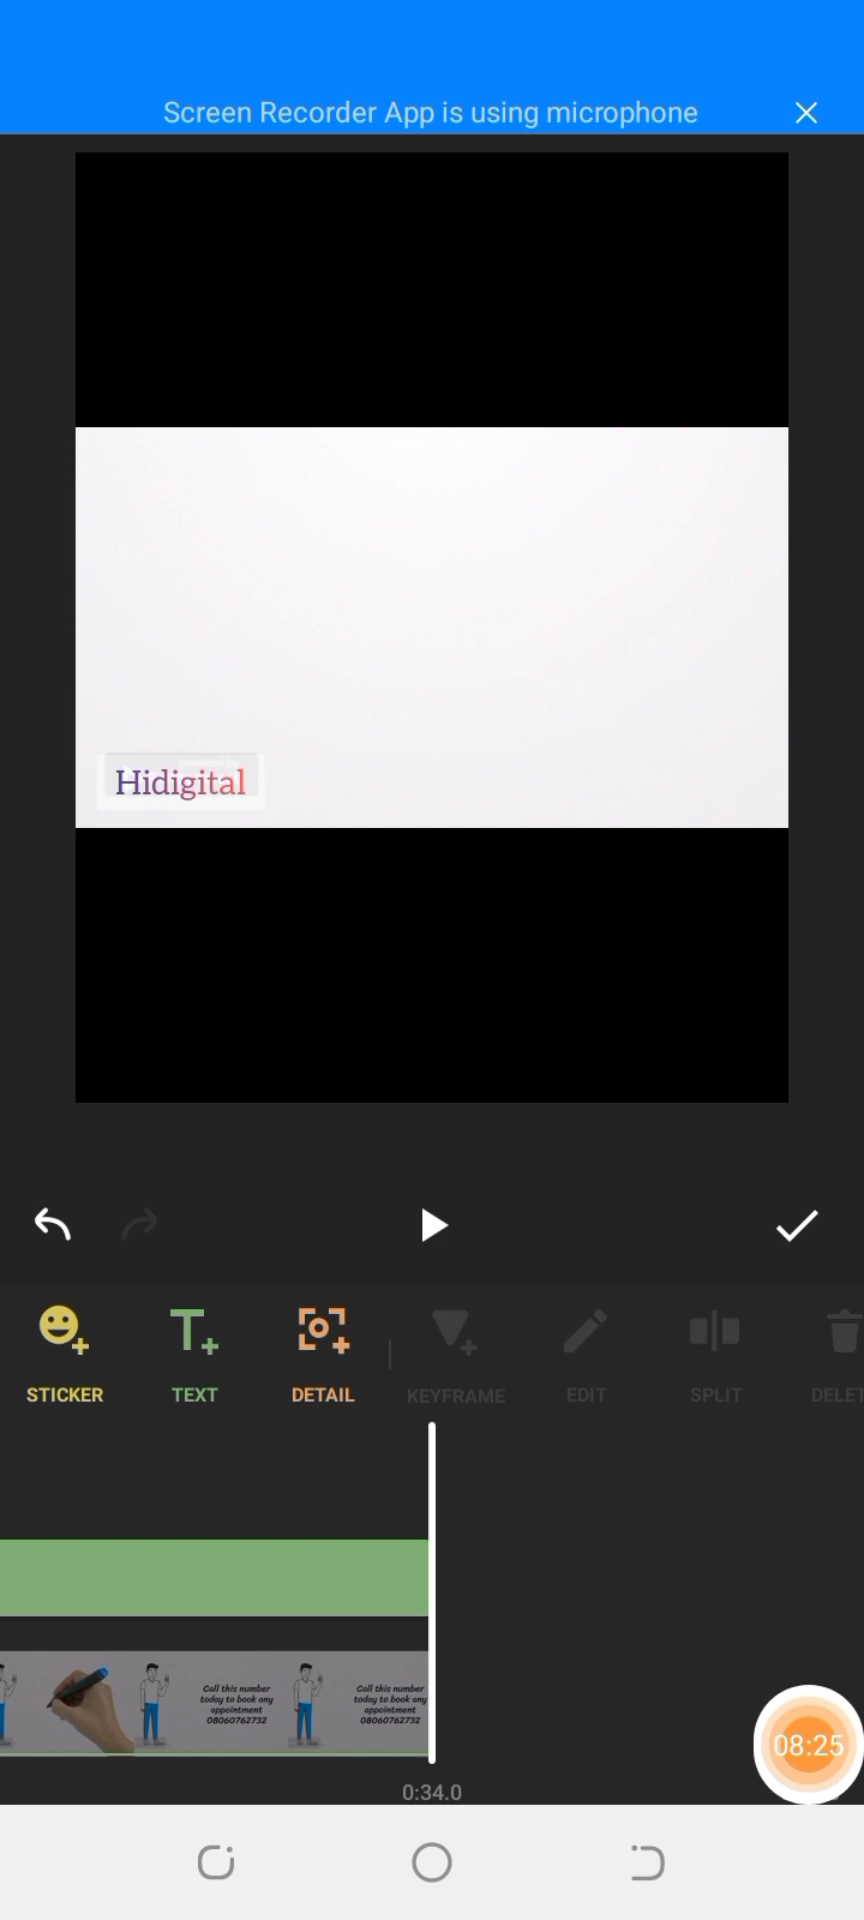 Screen Recorder App is using microphone
Hidigital
STICKER
TEXT
DETAIL
KEYFRAME
EDIT
SPLIT
DELET
Call this number
today to book any
appointment
08060762732
Call this number
today to book any
appointment
08060762732
08:25
0:34.0